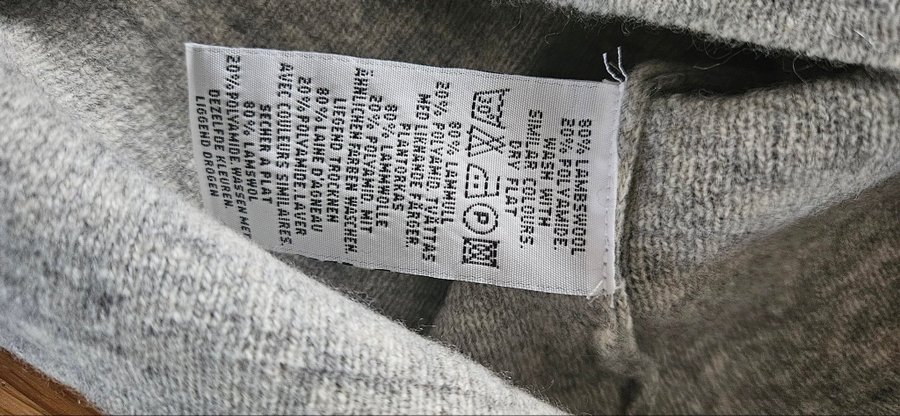 80% LAMBSWOOL
20% POLYAMIDE
WASH WITH
SIMILAR COLOURS.
DRY FLAT
30
P
80% LAMMULL
20% POLYAMID. TVÄTTAS
MED LIKNANDE FÄRGER.
PLANTORKAS
80% LAMMWOLLE
20% POLYAMID. MIT
ÄHNLICHEN FARBEN WASCHEN.
LIEGEND TROCKNEN
80% LAINE D'AGNEAU
20% POLYAMIDE. LAVER
AVEC COULEURS SIMILAIRES.
SÉCHER À PLAT
80% LAMSWOL
20% POLYAMIDE. WASSEN MET
DEZELFDE KLEUREN.
LIGGEND DROGEN